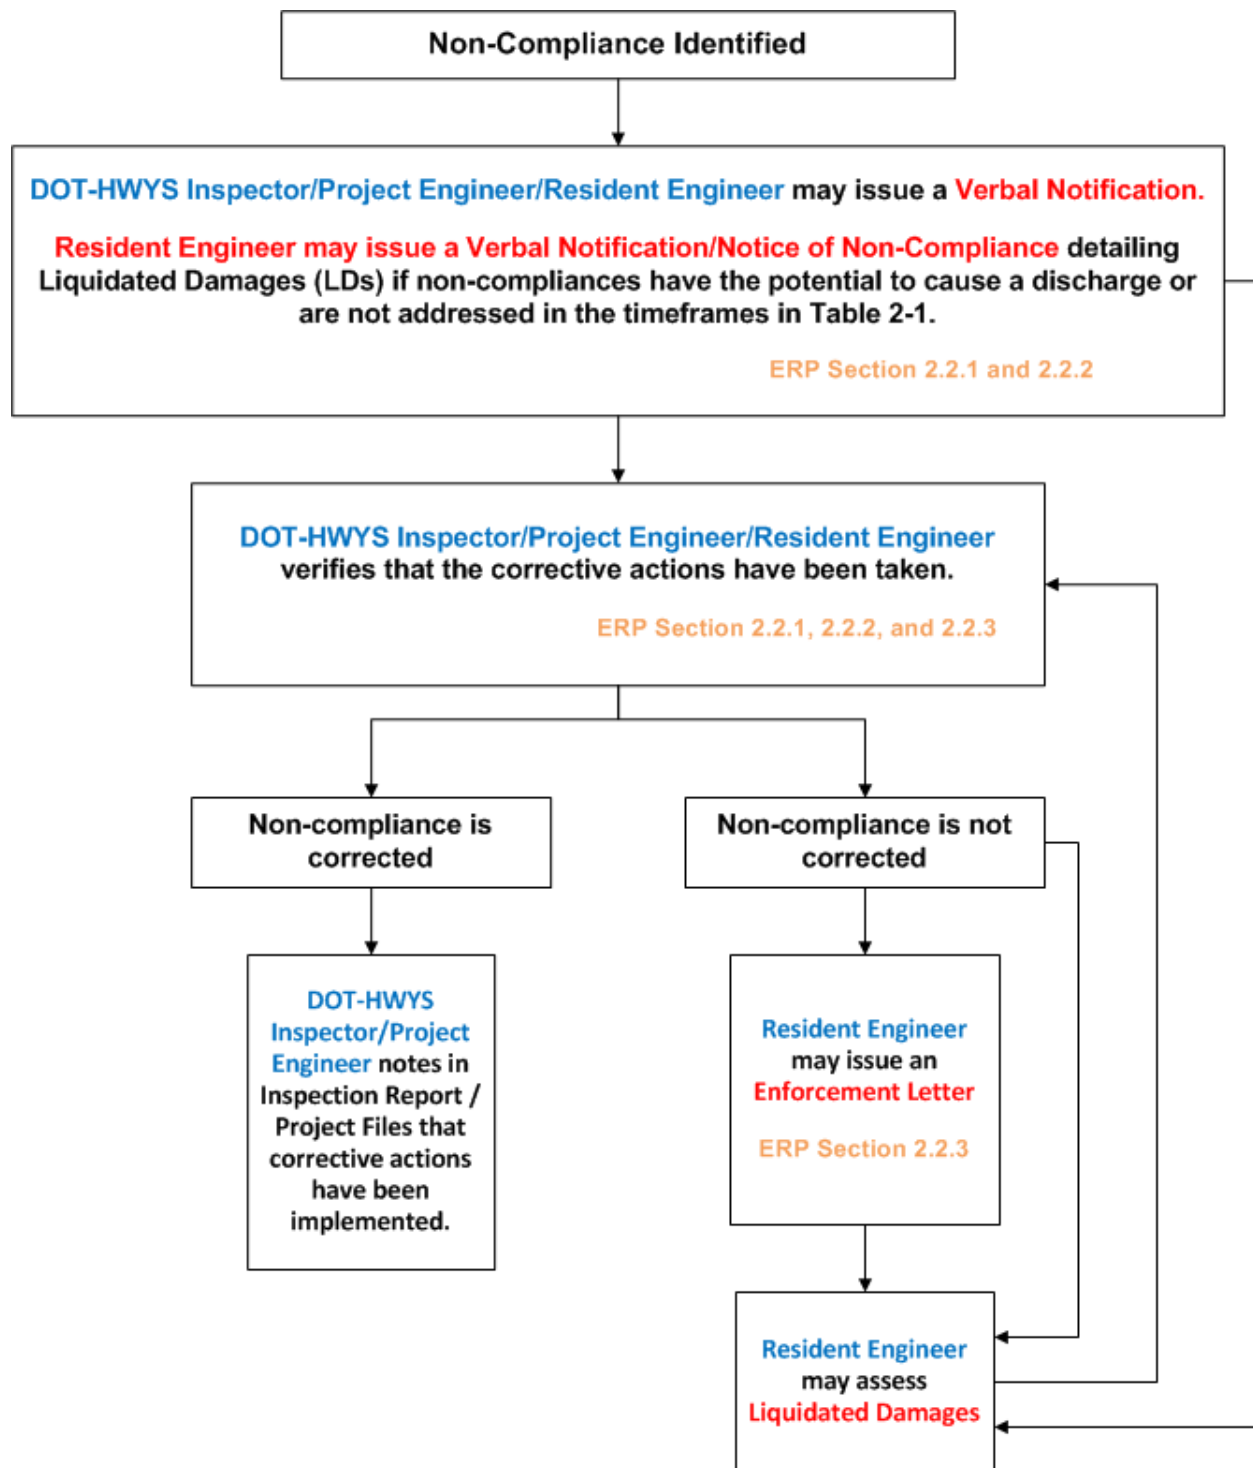 Non-Compliance Identified
DOT-HWYS Inspector/Project Engineer/Resident Engineer may issue a Verbal Notification.
Resident Engineer may issue a Verbal Notification/Notice of Non-Compliance detailing
Liquidated Damages (LDs) if non-compliances have the potential to cause a discharge or
are not addressed in the timeframes in Table 2-1.
ERP Section 2.2.1 and 2.2.2
DOT-HWYS Inspector/Project Engineer/Resident Engineer
verifies that the corrective actions have been taken.
ERP Section 2.2.1, 2.2.2, and 2.2.3
Non-compliance is
corrected
Non-compliance is not
corrected
DOT-HWYS
Inspector/Project
Engineer notes in
Inspection Report /
Project Files that
corrective actions
have been
implemented.
Resident Engineer
may issue an
Enforcement Letter
ERP Section 2.2.3
Resident Engineer
may assess
Liquidated Damages